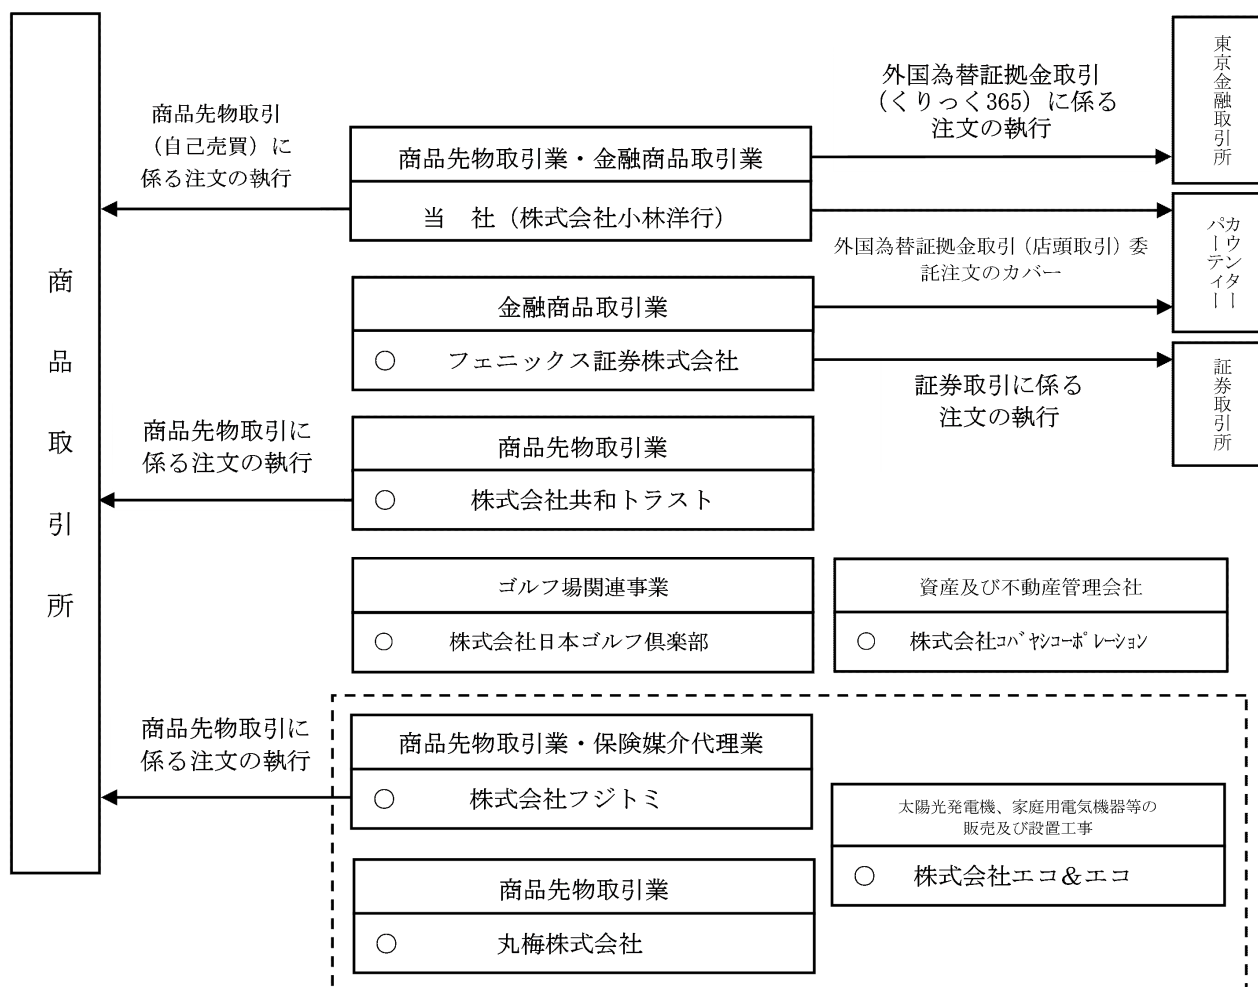 商品取引所
商品先物取引
（自己売買）に
係る注文の執行
商品先物取引業・金融商品取引業
当　社（株式会社小林洋行）
外国為替証拠金取引
（くりっく365）に係る
注文の執行
東京金融取引所
外国為替証拠金取引（店頭取引）委
託注文のカバー
カウンター
パーティー
金融商品取引業
○　フェニックス証券株式会社
証券取引に係る
注文の執行
証券取引所
商品先物取引に
係る注文の執行
商品先物取引業
○　株式会社共和トラスト
ゴルフ場関連事業
○　株式会社日本ゴルフ倶楽部
資産及び不動産管理会社
○　株式会社ｺﾊﾞﾔｼｺｰﾎﾟﾚｰｼｮﾝ
商品先物取引に
係る注文の執行
商品先物取引業・保険媒介代理業
○　株式会社フジトミ
太陽光発電機、家庭用電気機器等の
販売及び設置工事
○　株式会社エコ&エコ
商品先物取引業
○　丸梅株式会社